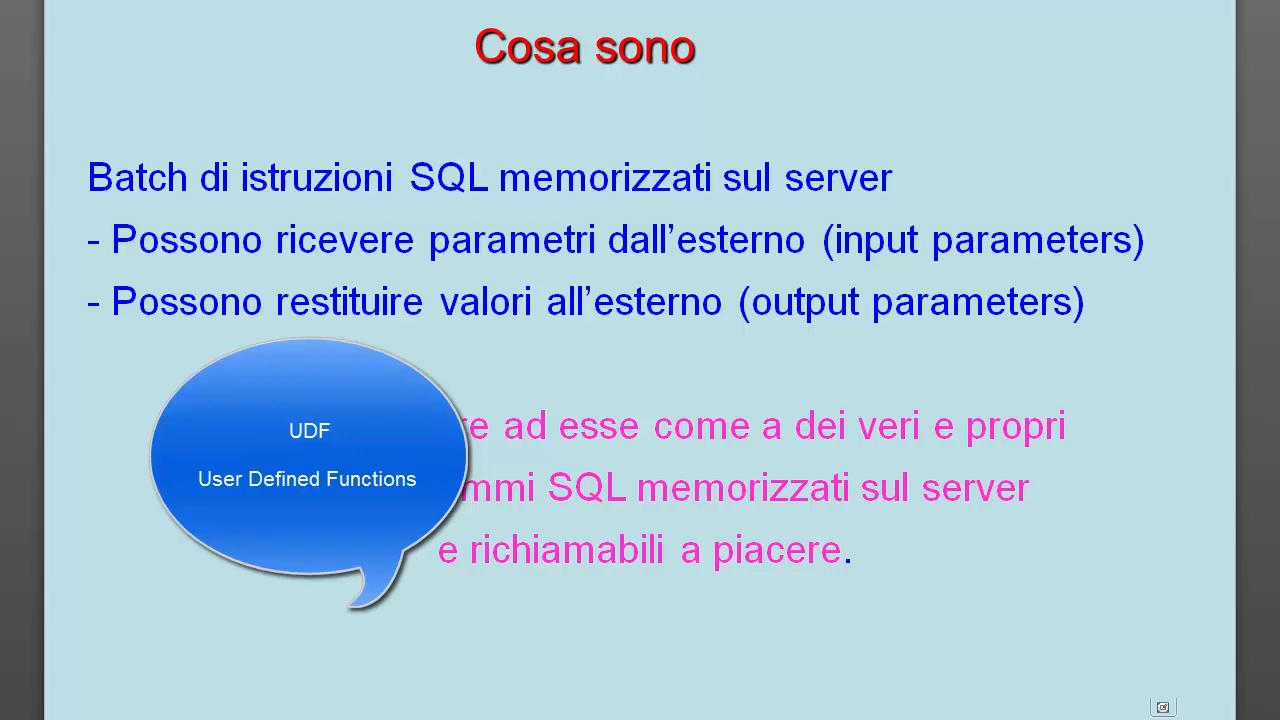 Cosa sono
Batch di istruzioni SQL memorizzati sul server
- Possono ricevere parametri dall’esterno (input parameters)
- Possono restituire valori all’esterno (output parameters)
UDF
User Defined Functions
ad esse come a dei veri e propri
SQL memorizzati sul server
e richiamabili a piacere.